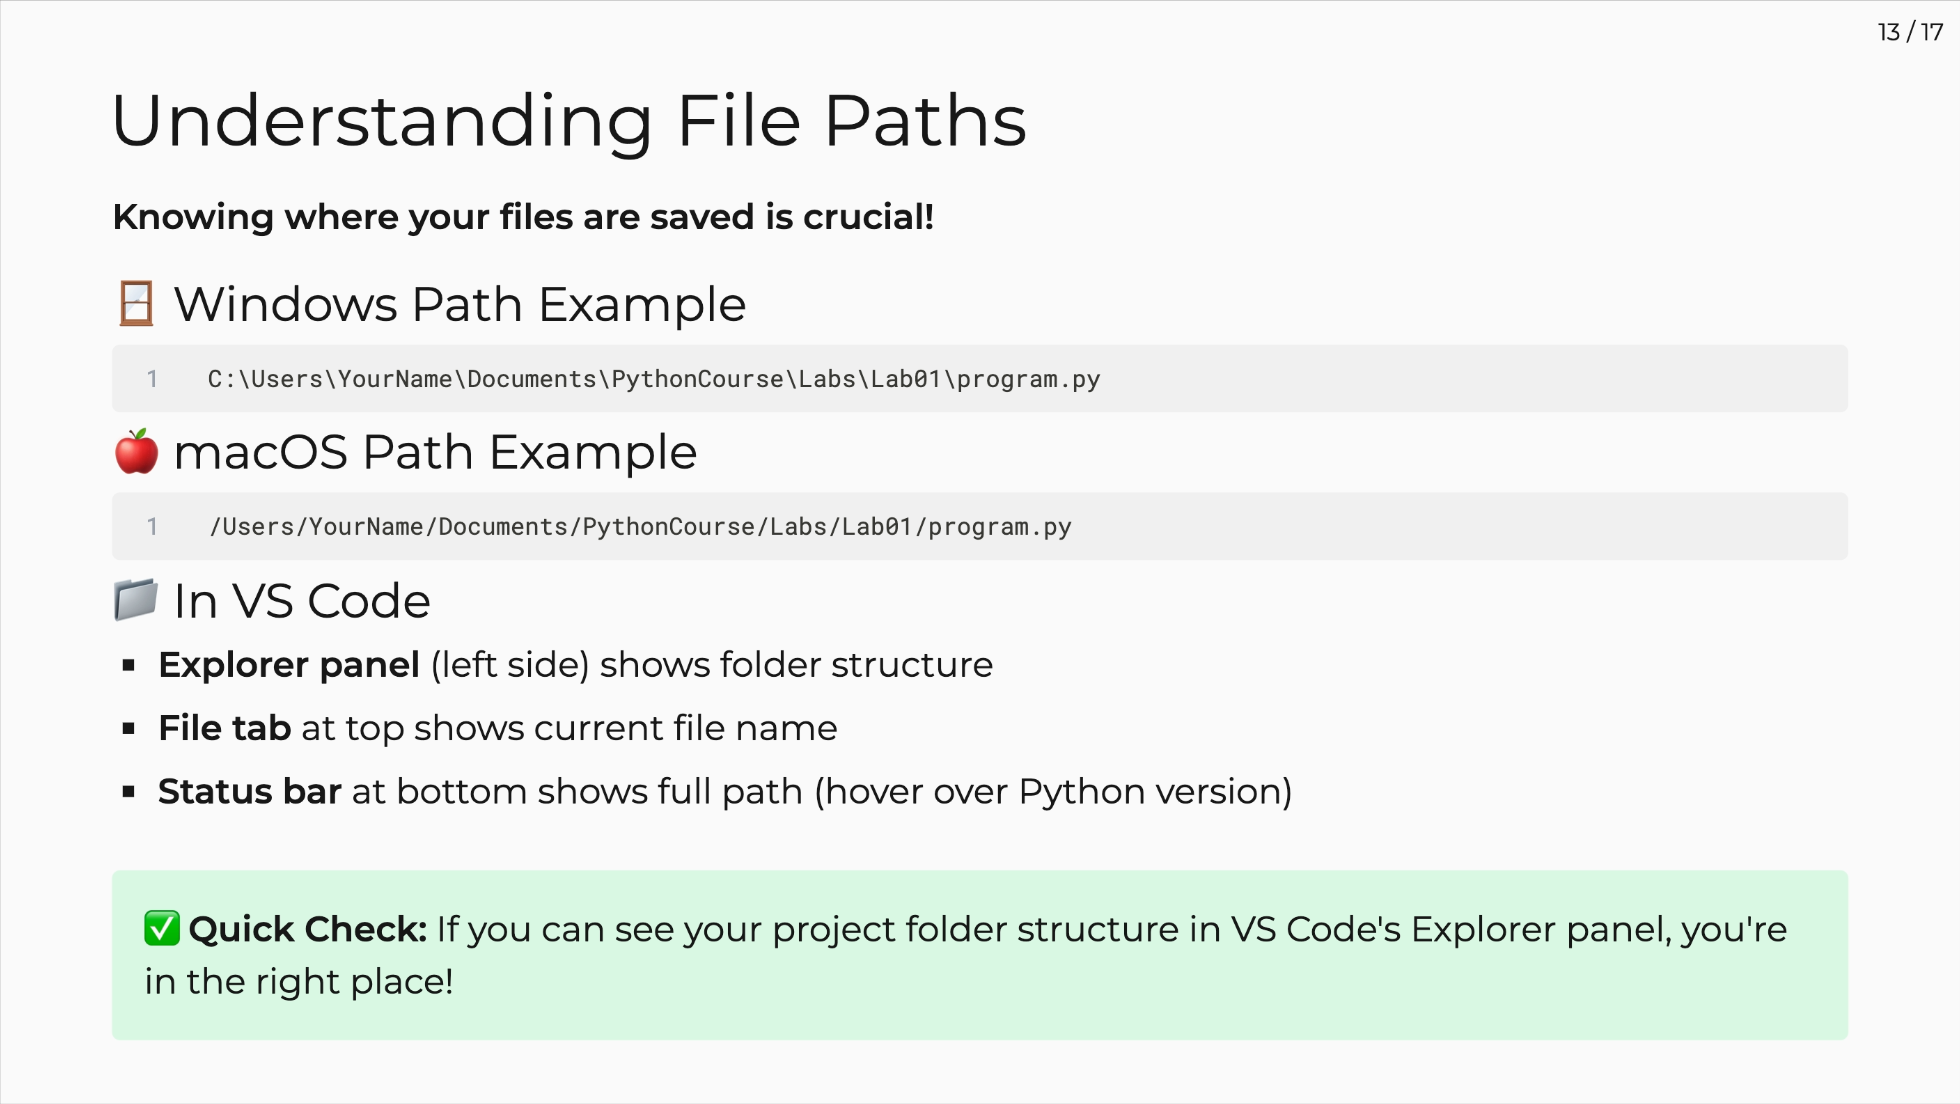 13 / 17
Understanding File Paths
Knowing where your files are saved is crucial!
🪟 Windows Path Example
1 C:\Users\YourName\Documents\PythonCourse\Labs\Lab01\program.py
🍎 macOS Path Example
1 /Users/YourName/Documents/PythonCourse/Labs/Lab01/program.py
📁 In VS Code
▪ Explorer panel (left side) shows folder structure
▪ File tab at top shows current file name
▪ Status bar at bottom shows full path (hover over Python version)
✅ Quick Check: If you can see your project folder structure in VS Code's Explorer panel, you're
in the right place!